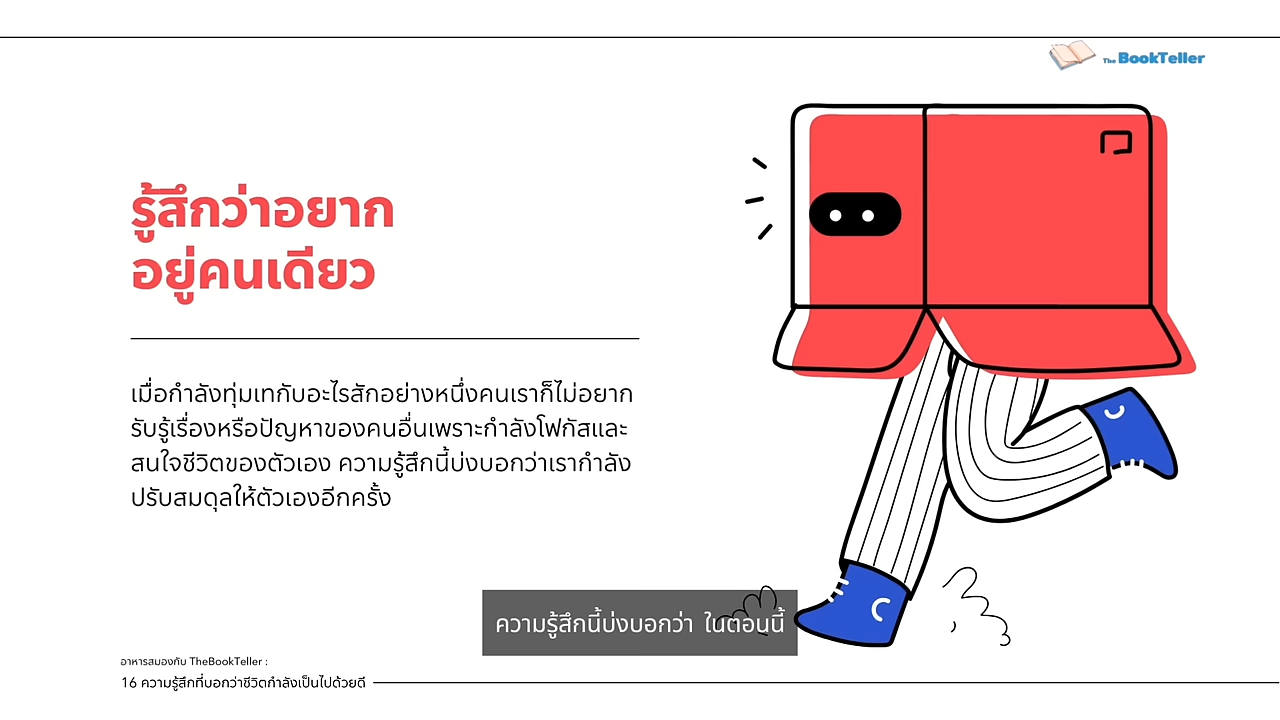 The BookTeller
รู้สึกว่าอยาก
อยู่คนเดียว
เมื่อกำลังทุ่มเทกับอะไรสักอย่างหนึ่งคนเราก็ไม่อยาก
รับรู้เรื่องหรือปัญหาของคนอื่นเพราะกำลังโฟกัสและ
สนใจชีวิตของตัวเอง ความรู้สึกนี้บ่งบอกว่าเรากำลัง
ปรับสมดุลให้ตัวเองอีกครั้ง
ความรู้สึกนี้บ่งบอกว่า ในตอนนี้
อาหารสมองกับ TheBookTeller :
16 ความรู้สึกที่บอกว่าชีวิตกำลังเป็นไปด้วยดี